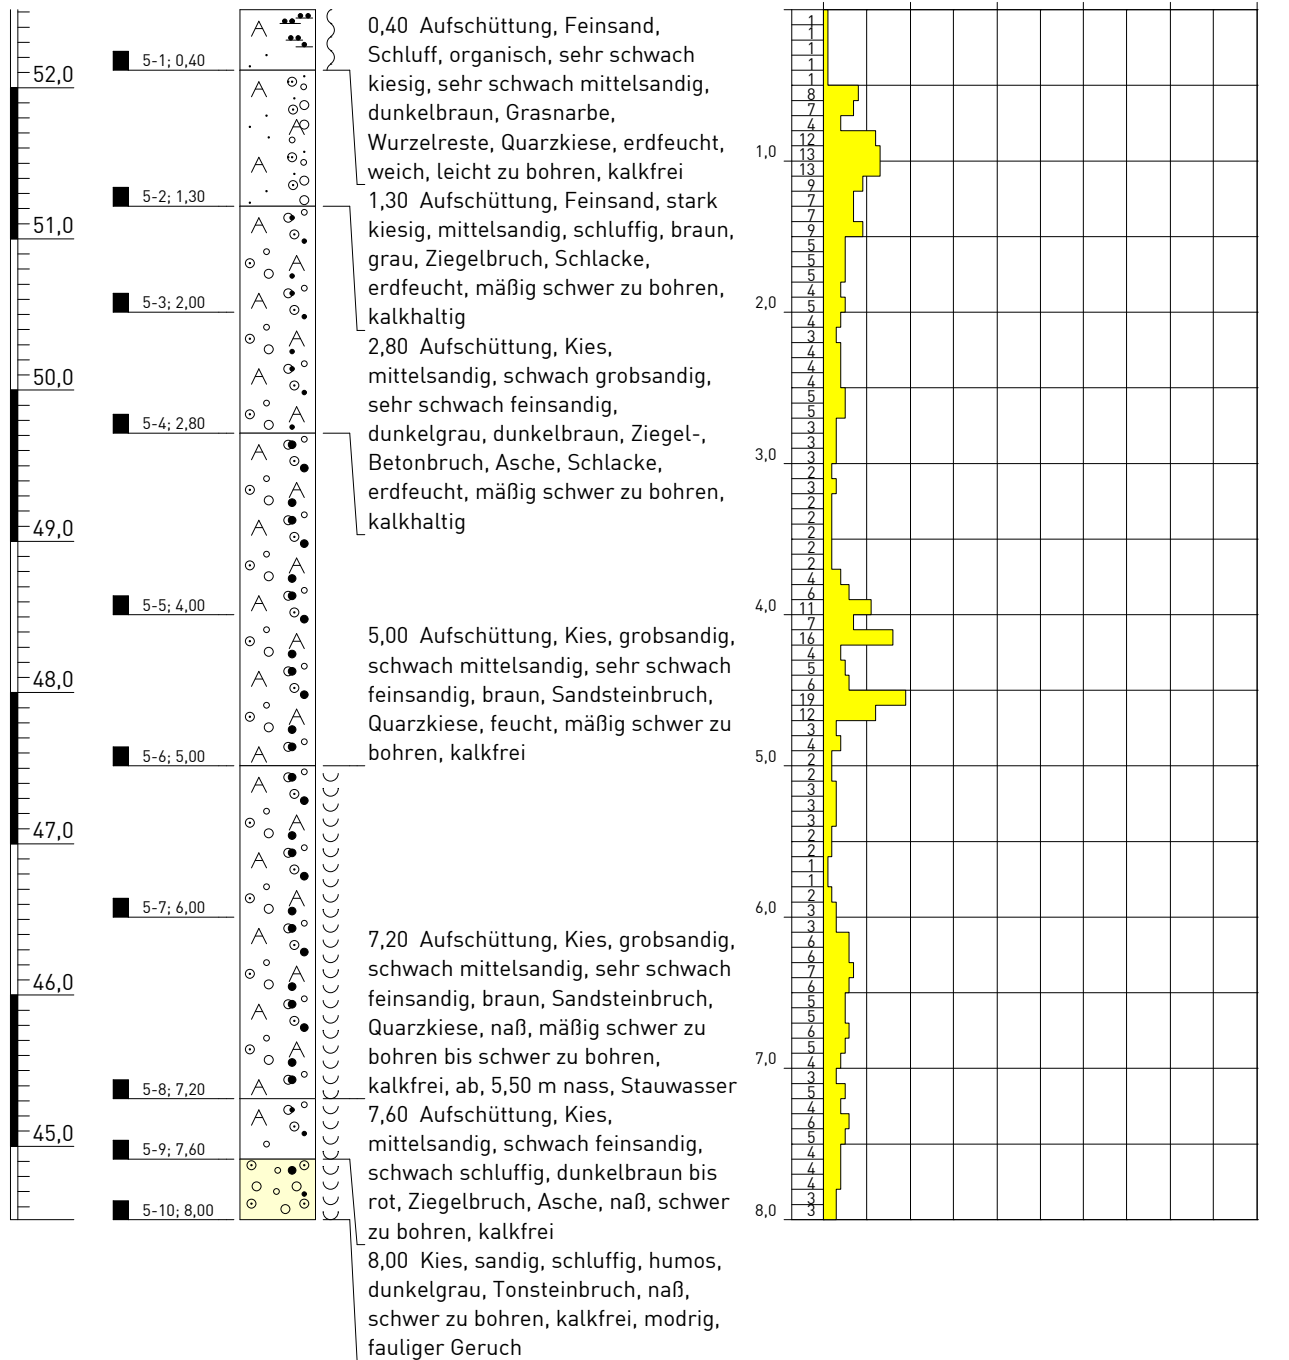 52,0
51,0
50,0
49,0
48,0
47,0
46,0
45,0
5-1; 0,40
5-2; 1,30
5-3; 2,00
5-4; 2,80
5-5; 4,00
5-6; 5,00
5-7; 6,00
5-8; 7,20
5-9; 7,60
5-10; 8,00
0,40 Aufschüttung, Feinsand,
Schluff, organisch, sehr schwach
kiesig, sehr schwach mittelsandig,
dunkelbraun, Grasnarbe,
Wurzelreste, Quarzkiese, erdfeucht,
weich, leicht zu bohren, kalkfrei
1,30 Aufschüttung, Feinsand, stark
kiesig, mittelsandig, schluffig, braun,
grau, Ziegelbruch, Schlacke,
erdfeucht, mäßig schwer zu bohren,
kalkhaltig
2,80 Aufschüttung, Kies,
mittelsandig, schwach grobsandig,
sehr schwach feinsandig,
dunkelgrau, dunkelbraun, Ziegel-,
Betonbruch, Asche, Schlacke,
erdfeucht, mäßig schwer zu bohren,
kalkhaltig
5,00 Aufschüttung, Kies, grobsandig,
schwach mittelsandig, sehr schwach
feinsandig, braun, Sandsteinbruch,
Quarzkiese, feucht, mäßig schwer zu
bohren, kalkfrei
7,20 Aufschüttung, Kies, grobsandig,
schwach mittelsandig, sehr schwach
feinsandig, braun, Sandsteinbruch,
Quarzkiese, naß, mäßig schwer zu
bohren bis schwer zu bohren,
kalkfrei, ab, 5,50 m nass, Stauwasser
7,60 Aufschüttung, Kies,
mittelsandig, schwach feinsandig,
schwach schluffig, dunkelbraun bis
rot, Ziegelbruch, Asche, naß, schwer
zu bohren, kalkfrei
8,00 Kies, sandig, schluffig, humos,
dunkelgrau, Tonsteinbruch, naß,
schwer zu bohren, kalkfrei, modrig,
fauliger Geruch
1,0
2,0
3,0
4,0
5,0
6,0
7,0
8,0
1
1
1
1
1
8
7
4
12
13
13
9
7
7
9
5
5
5
4
5
4
3
4
4
4
5
5
3
3
3
2
3
2
2
2
2
2
4
6
11
7
16
4
5
6
19
12
3
4
2
2
3
3
3
2
2
1
1
2
3
3
6
6
7
6
5
5
6
5
4
3
5
4
6
5
4
4
4
3
3